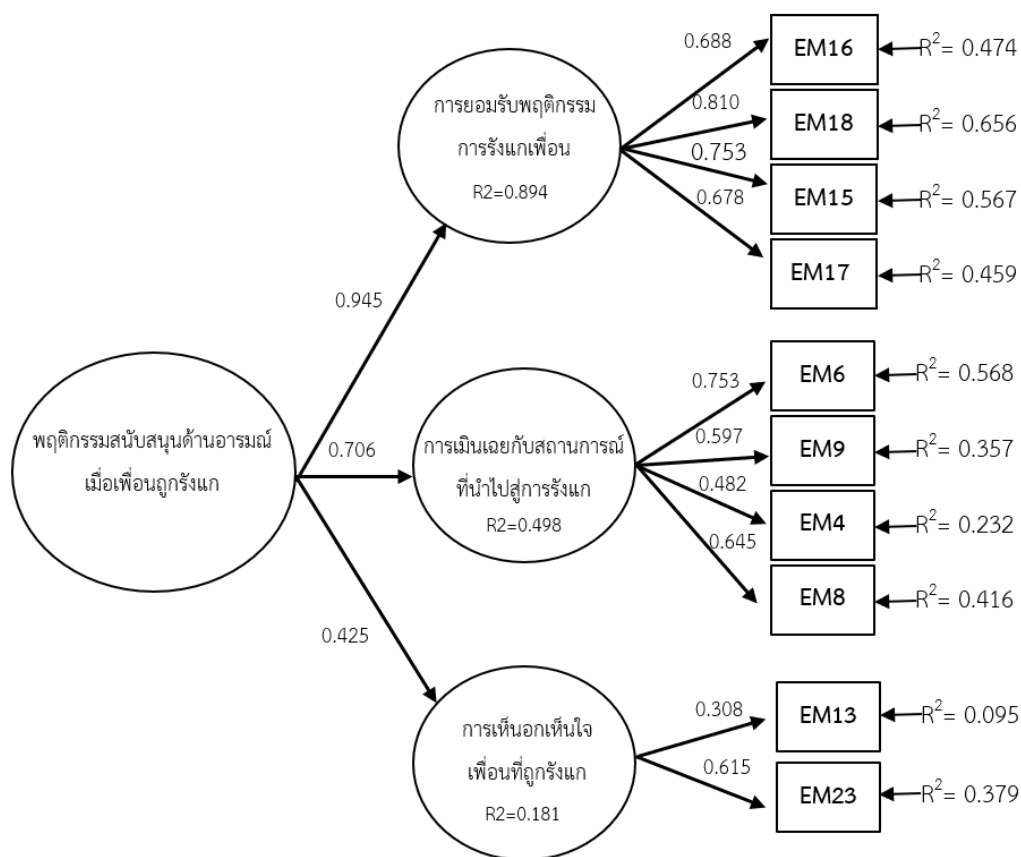 0.688
EM16
R2= 0.474
การยอมรับพฤติกรรม
การรังแกเพื่อน
R2=0.894
0.810
EM18
R2= 0.656
0.753
EM15
R2= 0.567
0.678
EM17
R2= 0.459
0.945
พฤติกรรมสนับสนุนด้านอารมณ์
เมื่อเพื่อนถูกรังแก
0.706
การเมินเฉยกับสถานการณ์
ที่นำไปสู่การรังแก
R2=0.498
0.753
EM6
R2= 0.568
0.597
EM9
R2= 0.357
0.482
EM4
R2= 0.232
0.645
EM8
R2= 0.416
0.425
การเห็นอกเห็นใจ
เพื่อนที่ถูกรังแก
R2=0.181
0.308
EM13
R2= 0.095
0.615
EM23
R2= 0.379